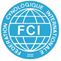 FEDERATION CYNOLOGIQUE INTERNATIONALE
FCI